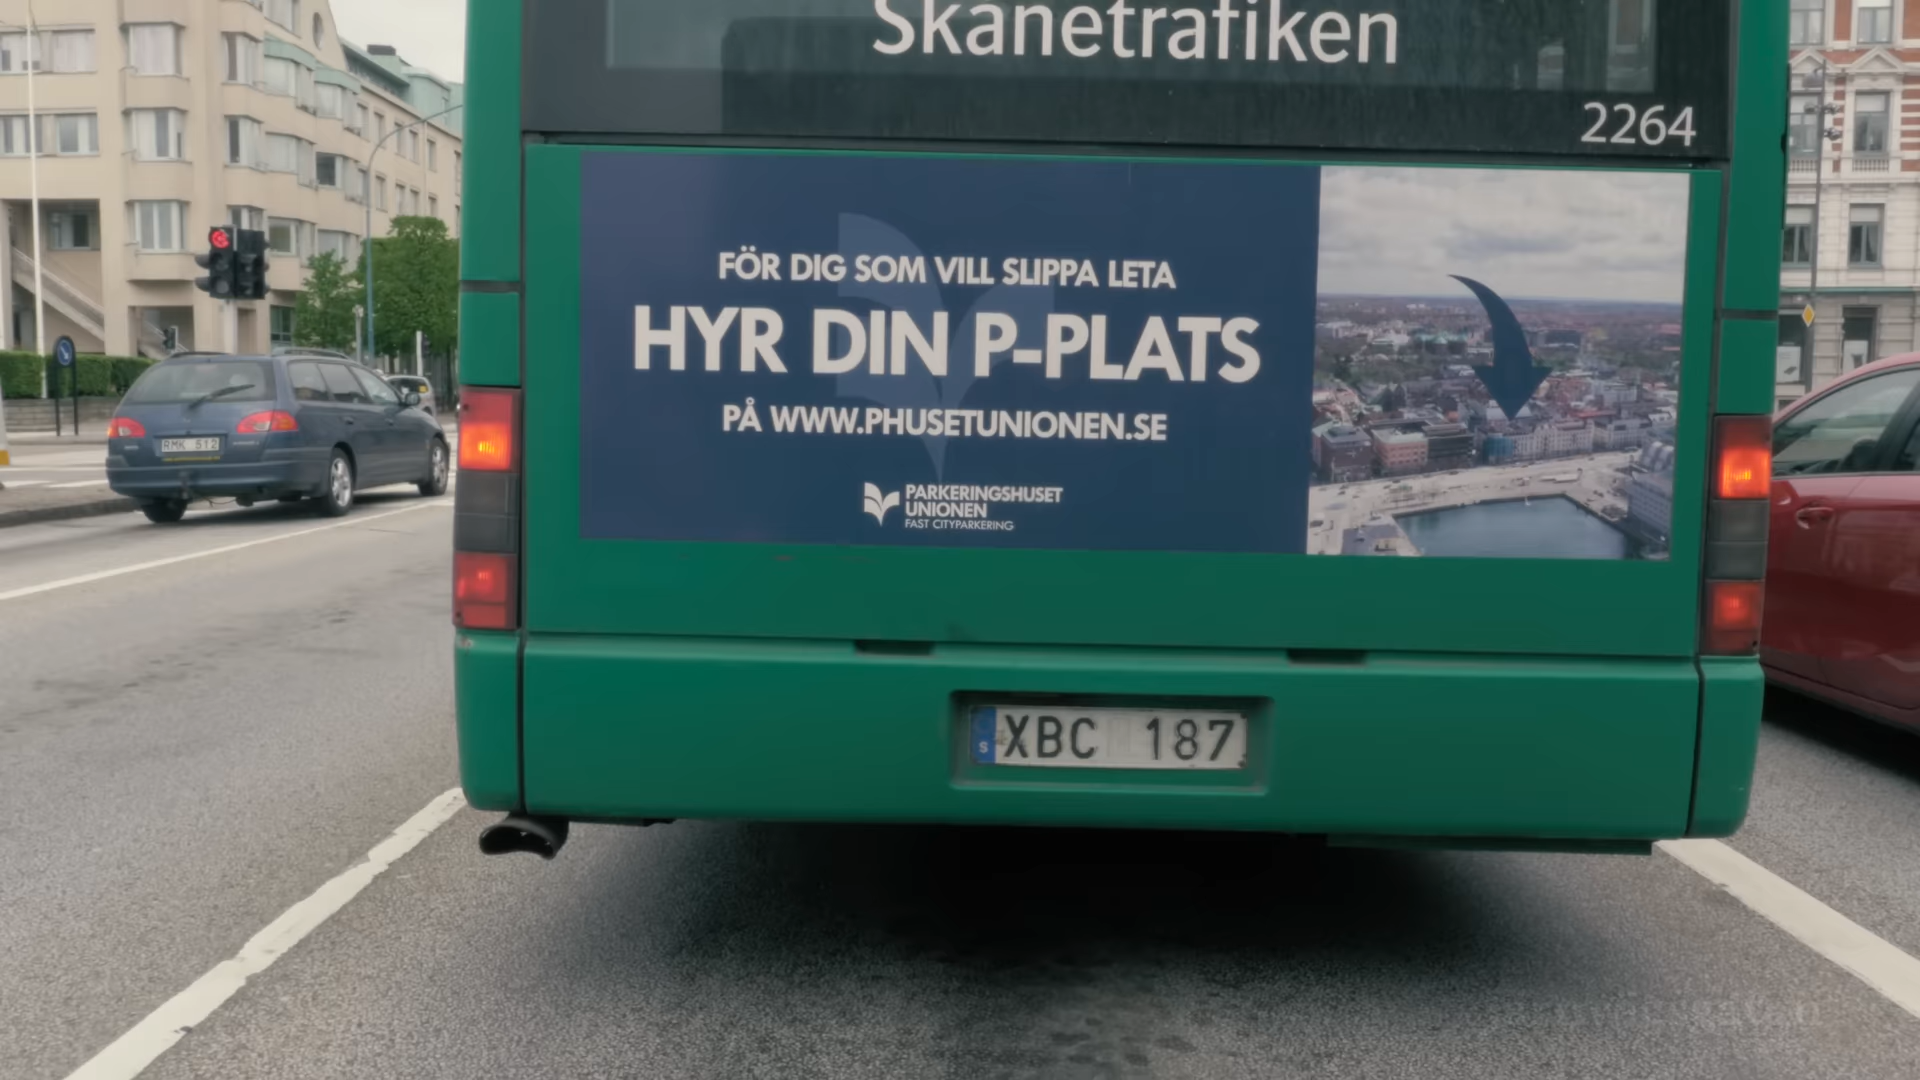 Skånetrafiken
2264
FÖR DIG SOM VILL SLIPPA LETA
HYR DIN P-PLATS
PÅ WWW.PHUSETUNIONEN.SE
PARKERINGSHUSET
UNIONEN
FAST CITYPARKERING
RMK 512
S XBC 187